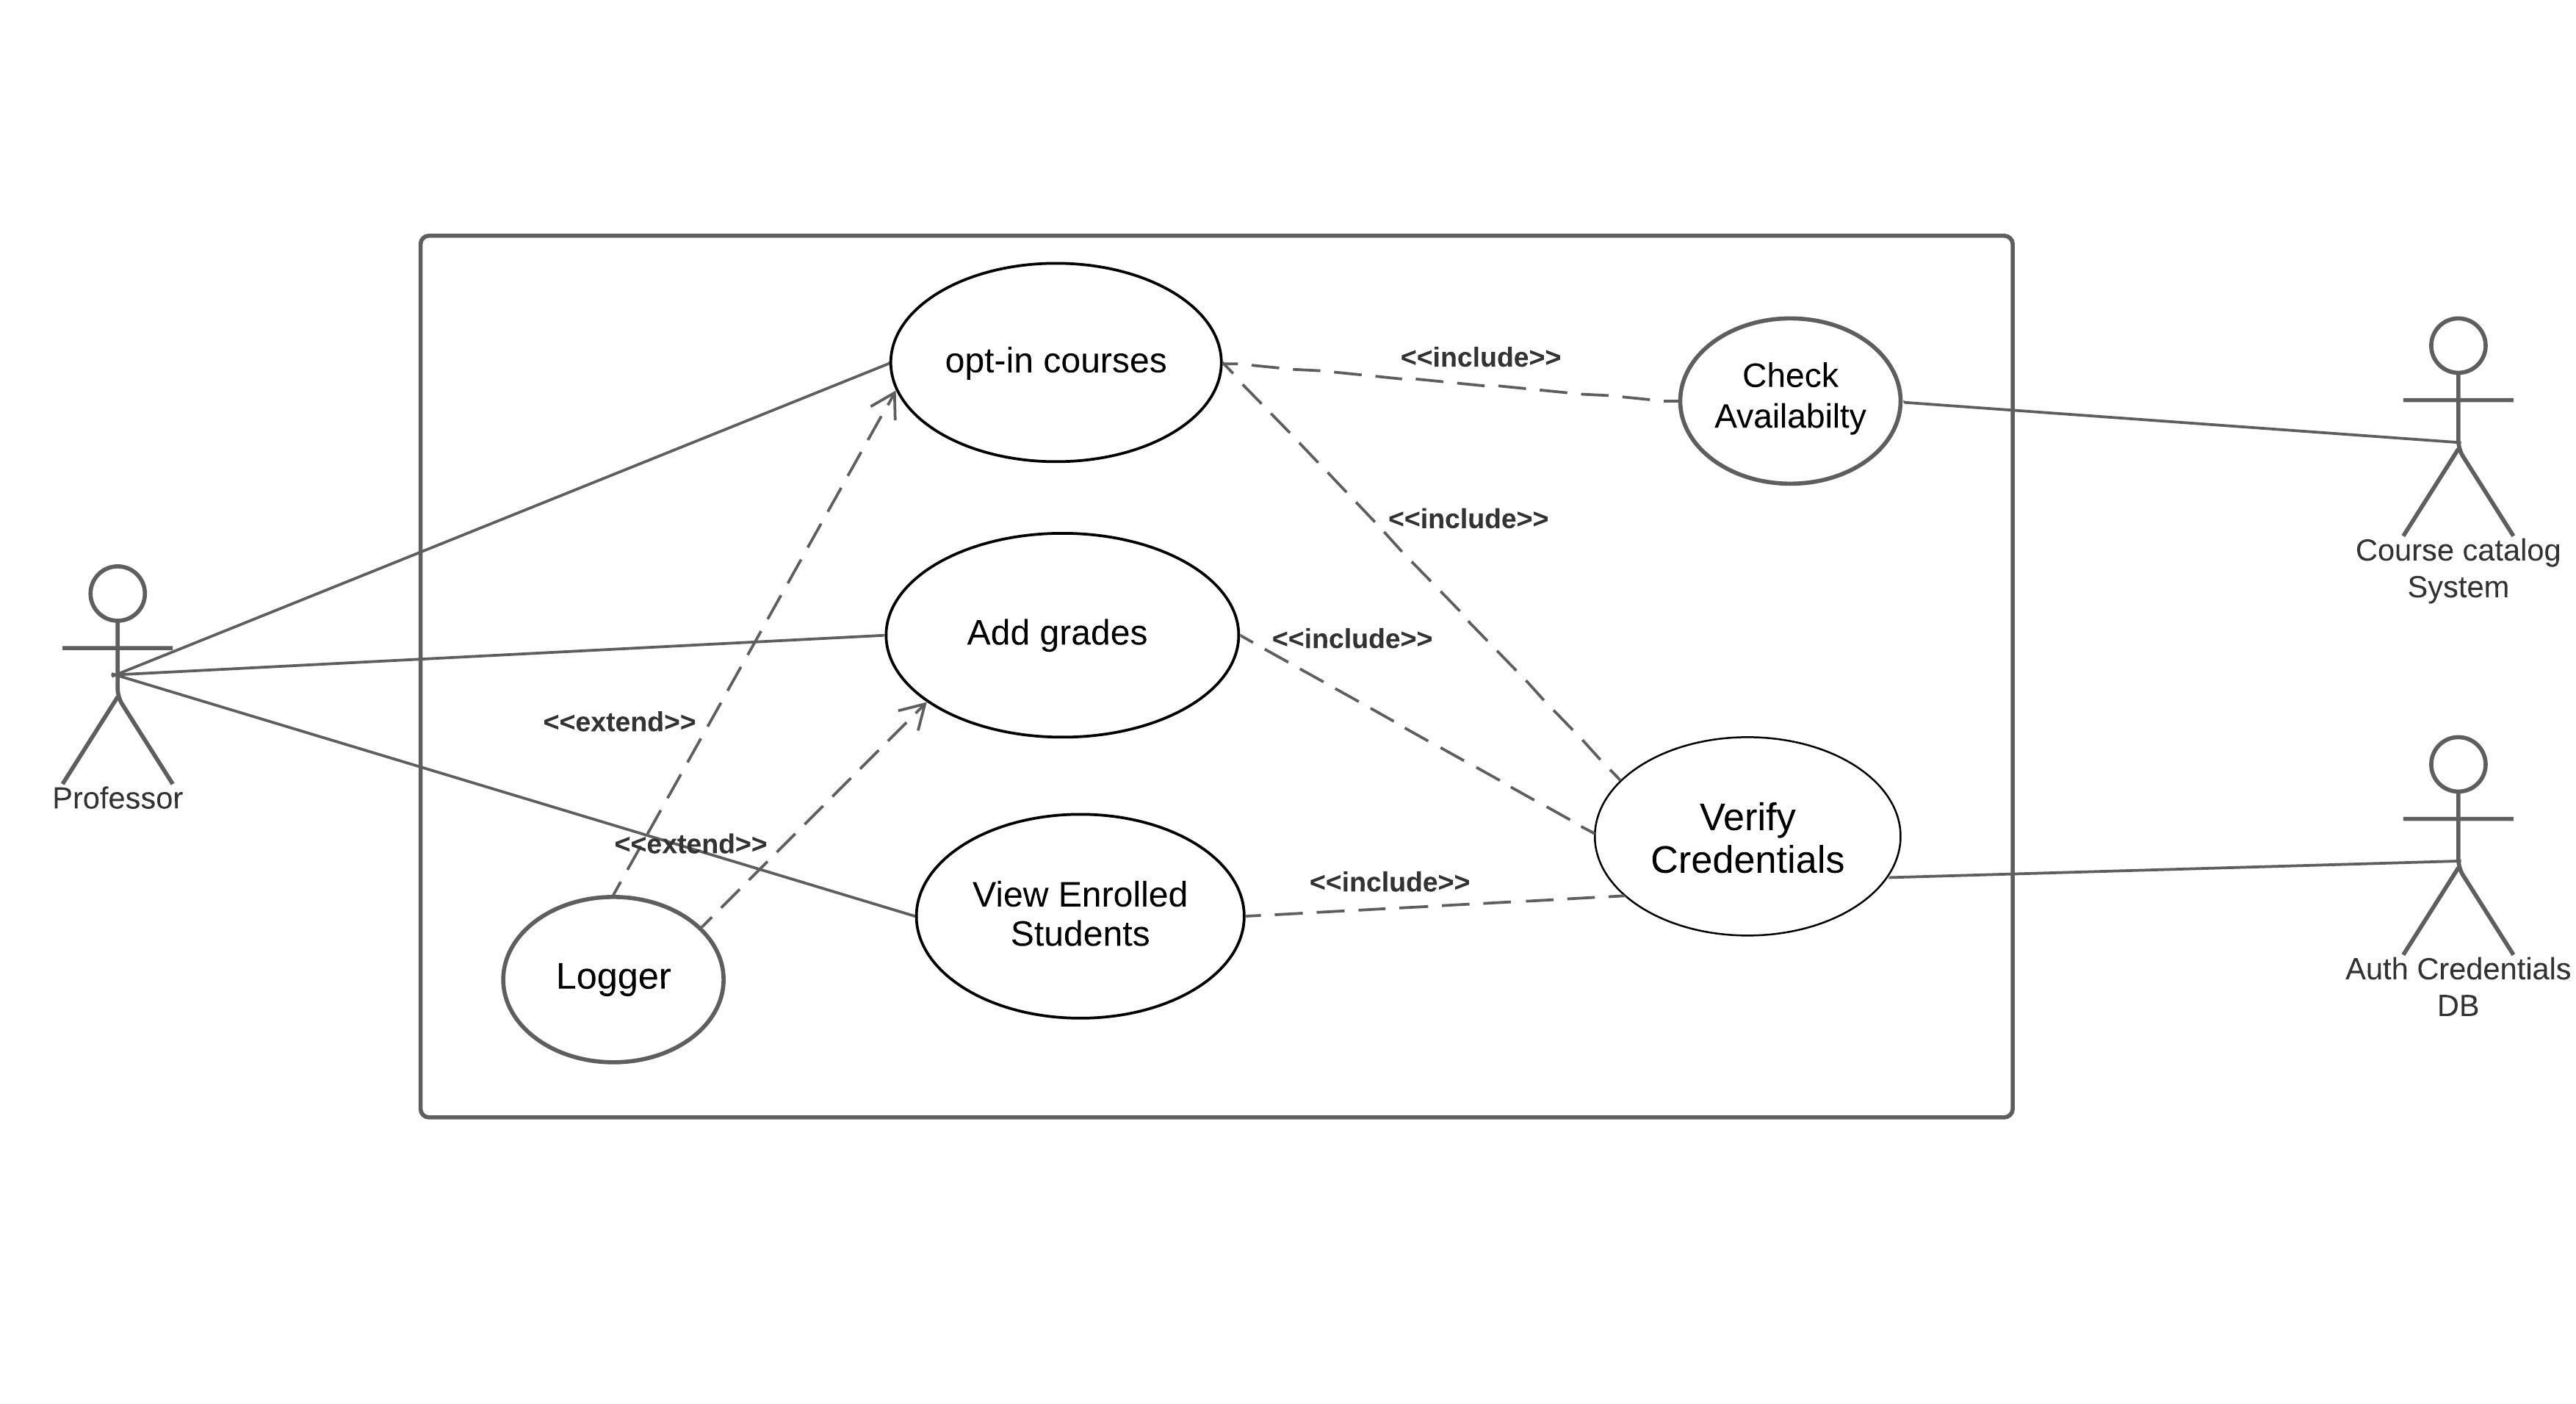 opt-in courses
<<include>>
Check
Availabilty
<<include>>
Course catalog
System
Add grades
<<include>>
<<extend>>
Professor
<<extend>>
Verify
Credentials
<<include>>
View Enrolled
Students
Logger
Auth Credentials
DB